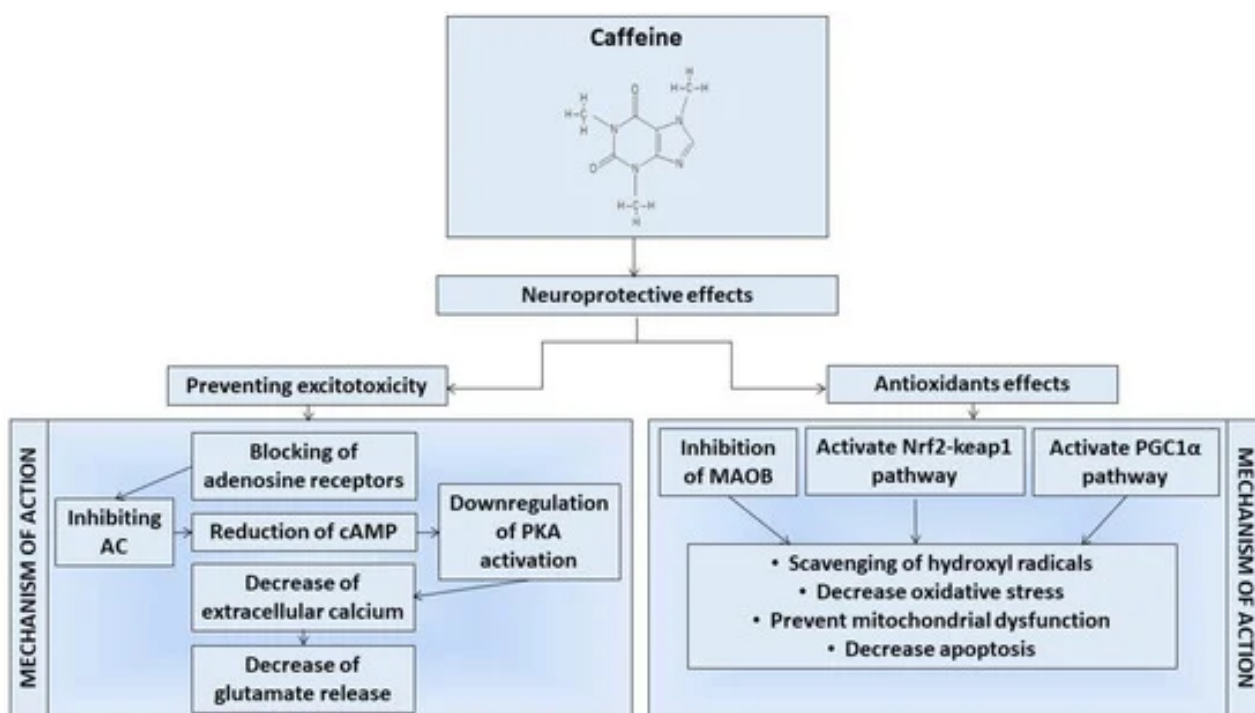 Caffeine
H
H-C-H
O
H
H-C
H
N
N
O
N
N
H-C-H
H
Neuroprotective effects
Preventing excitotoxicity
Antioxidants effects
MECHANISM OF ACTION
Blocking of
adenosine receptors
Inhibiting
AC
Reduction of cAMP
Downregulation
of PKA
activation
Decrease of
extracellular calcium
Decrease of
glutamate release
Inhibition
of MAOB
Activate Nrf2-keap1
pathway
Activate PGC1α
pathway
• Scavenging of hydroxyl radicals
• Decrease oxidative stress
• Prevent mitochondrial dysfunction
• Decrease apoptosis
MECHANISM OF ACTION